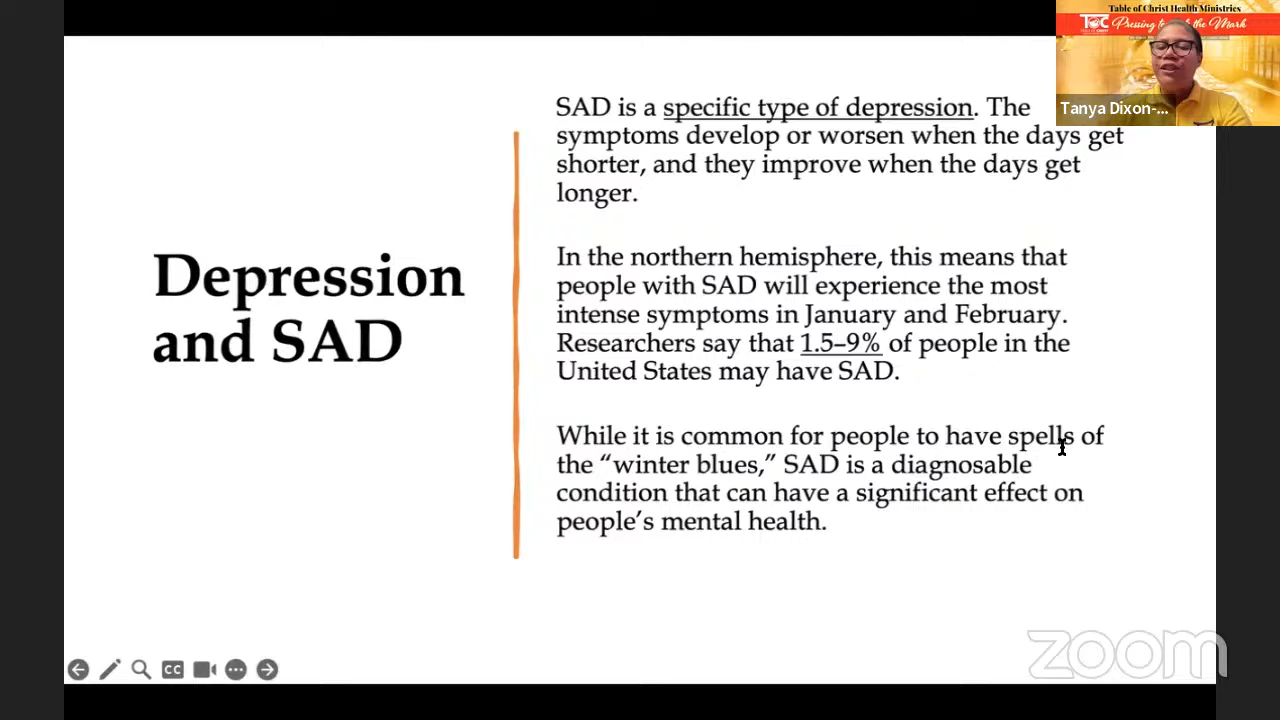 Table of Christ Health Ministries
TOC
Pressing the Mark
Tanya Dixon-...
Depression
and SAD
SAD is a specific type of depression. The
symptoms develop or worsen when the days get
shorter, and they improve when the days get
longer.
In the northern hemisphere, this means that
people with SAD will experience the most
intense symptoms in January and February.
Researchers say that 1.5–9% of people in the
United States may have SAD.
While it is common for people to have spells of
the “winter blues,” SAD is a diagnosable
condition that can have a significant effect on
people’s mental health.
CC
zoom